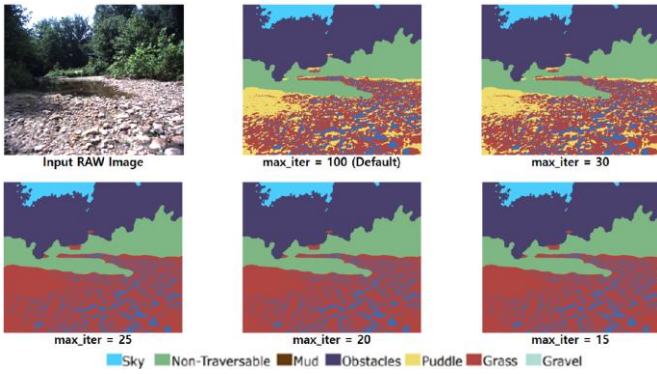 Input RAW Image
max_iter = 100 (Default)
max_iter = 30
max_iter = 25
max_iter = 20
max_iter = 15
Sky Non-Traversable Mud Obstacles Puddle Grass Gravel